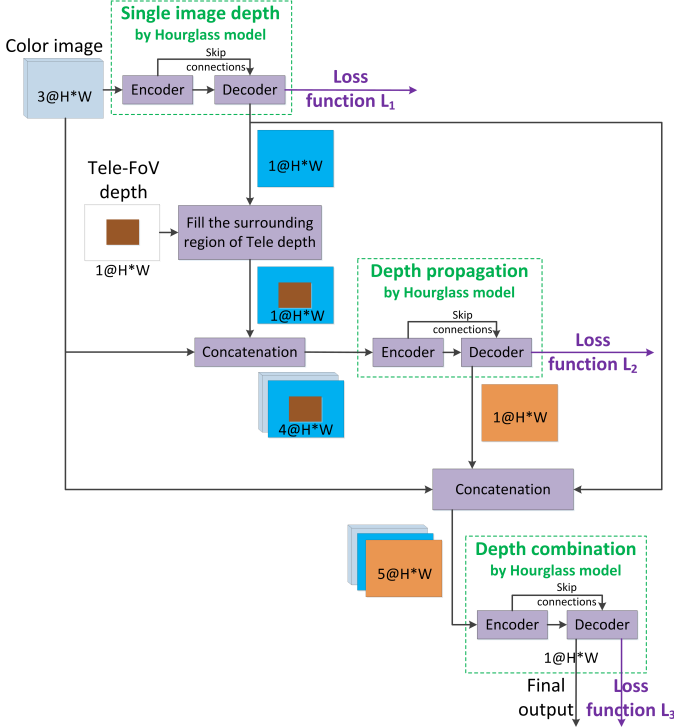 Single image depth
by Hourglass model
Color image
Skip
connections
3@H*W
Encoder
Decoder
Loss
function L1
1@H*W
Tele-FoV
depth
Fill the surrounding
region of Tele depth
1@H*W
1@H*W
Depth propagation
by Hourglass model
Skip
connections
Concatenation
Encoder
Decoder
Loss
function L2
4@H*W
1@H*W
Concatenation
5@H*W
Depth combination
by Hourglass model
Skip
connections
Encoder
Decoder
1@H*W
Final
output
Loss
function L3